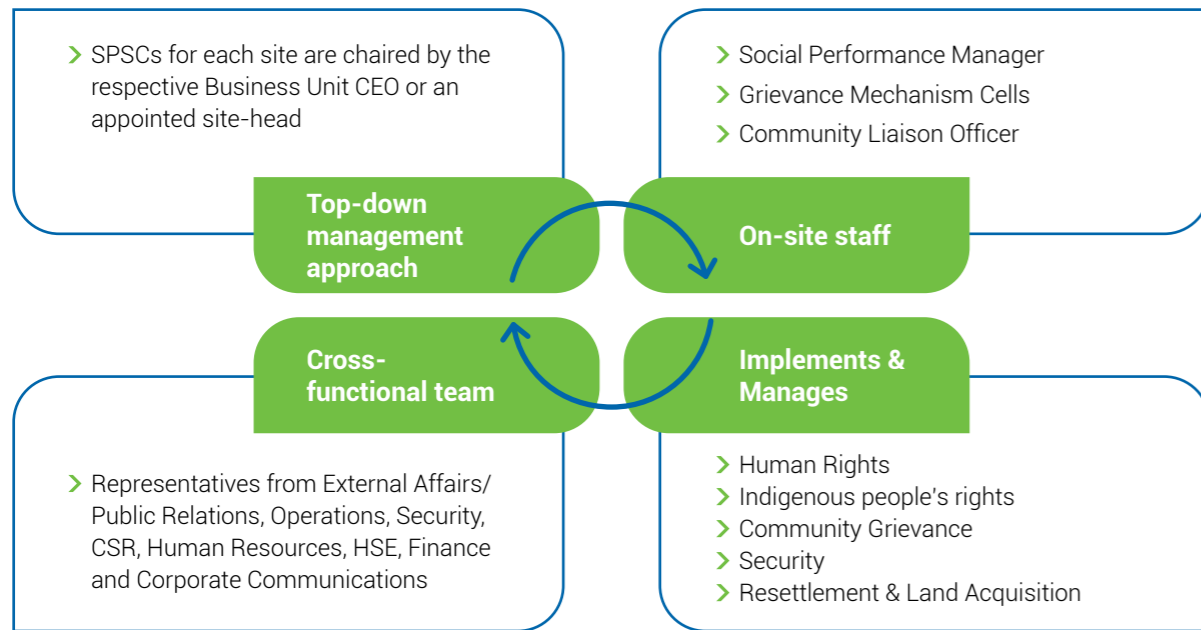 SPSCs for each site are chaired by the
respective Business Unit CEO or an
appointed site-head
Top-down
management
approach
Social Performance Manager
Grievance Mechanism Cells
Community Liaison Officer
On-site staff
Cross-
functional team
Representatives from External Affairs/
Public Relations, Operations, Security,
CSR, Human Resources, HSE, Finance
and Corporate Communications
Implements &
Manages
Human Rights
Indigenous people's rights
Community Grievance
Security
Resettlement & Land Acquisition